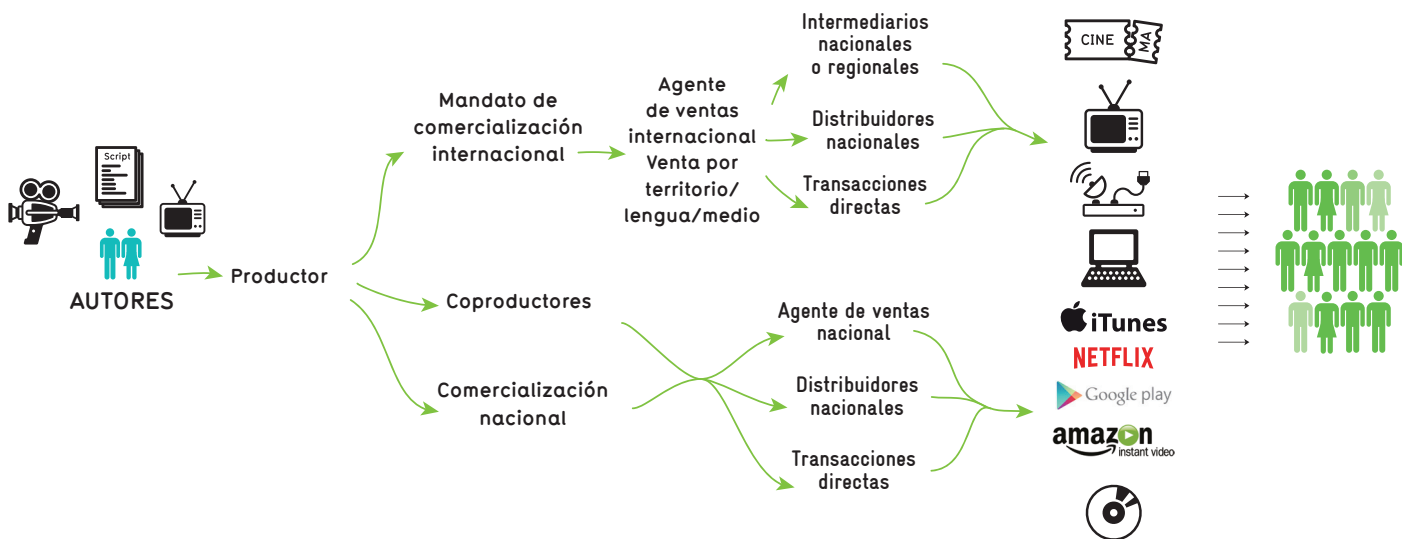 Script
AUTORES
Productor
Mandato de
comercialización
internacional
Coproductores
Comercialización
nacional
Agente
de ventas
internacional
Venta por
territorio/
lengua/medio
Intermediarios
nacionales
o regionales
Distribuidores
nacionales
Transacciones
directas
Agente de ventas
nacional
Distribuidores
nacionales
Transacciones
directas
CINE
MA
iTunes
NETFLIX
Google play
amazon
instant video